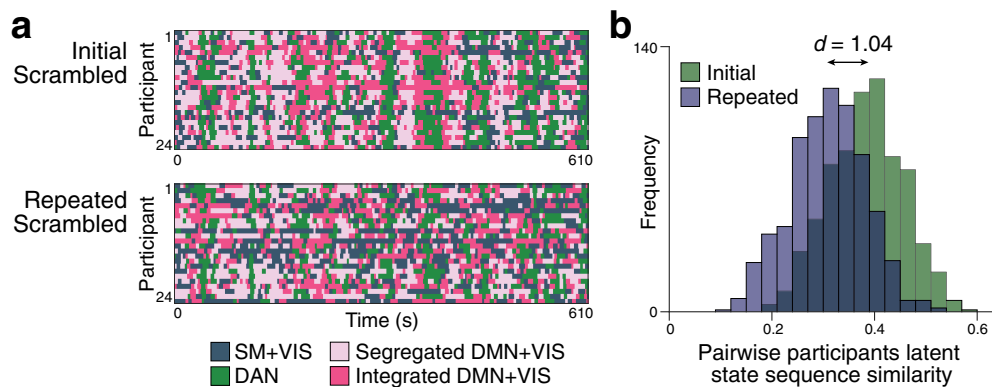 a
Initial
Scrambled
Participant
1
24
0
610
Repeated
Scrambled
Participant
1
24
0
Time (s)
610
SM+VIS
Segregated DMN+VIS
DAN
Integrated DMN+VIS
b
d = 1.04
140
Initial
Repeated
Frequency
0
0
0.2
0.4
0.6
Pairwise participants latent
state sequence similarity